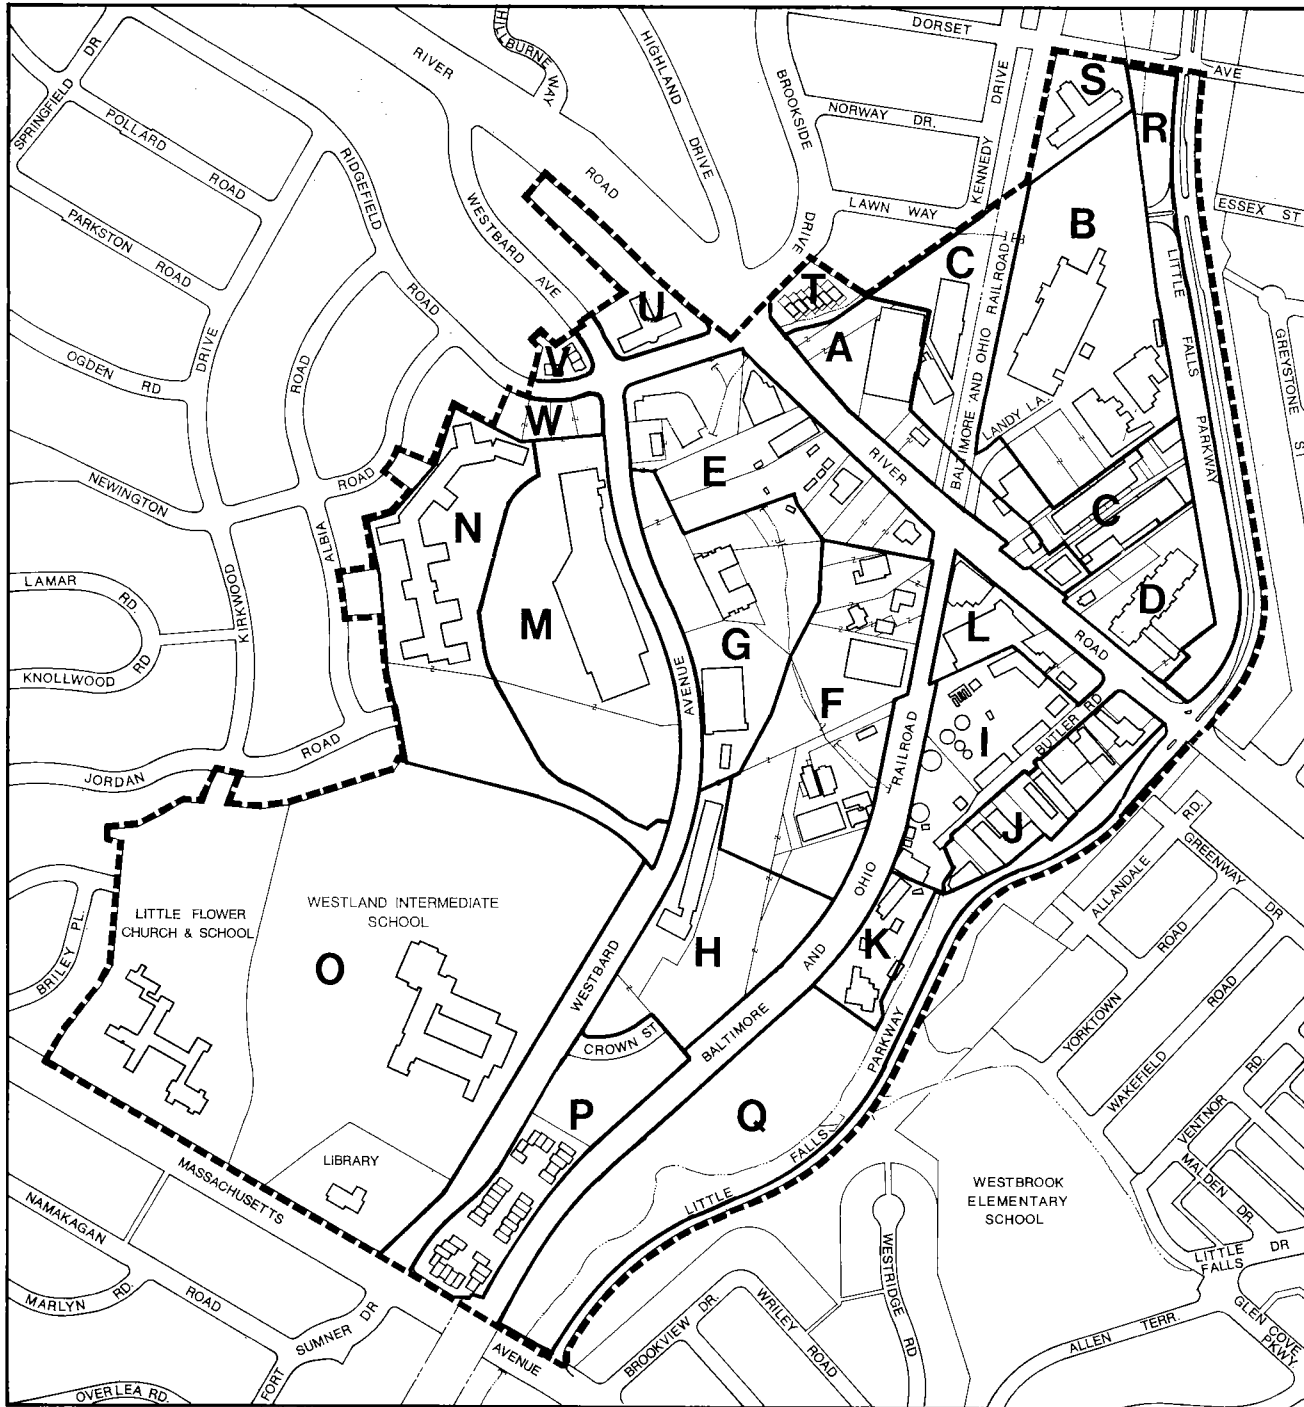 DORSET
AVE
SPRINGFIELD DR
RIVER
ROAD
HILLBURNE WAY
HIGHLAND
DRIVE
BROOKSIDE
DRIVE
NORWAY DR.
KENNEDY
DRIVE
S
R
POLLARD
ROAD
RIDGEFIELD
ROAD
WESTBARD AVE
LAWN WAY
ESSEX ST
PARKSTON
ROAD
B
C
T
U
V
W
A
E
BALTIMORE AND OHIO RAILROAD
LITTLE
FALLS
PARKWAY
GREYSTONE
ST
OGDEN RD
DRIVE
ROAD
LANDY LA.
RIVER
ROAD
NEWINGTON
ROAD
ALBIA
KIRKWOOD
C
N
M
G
F
D
L
LAMAR
RD.
KNOLLWOOD
RD
AVENUE
RAILROAD
I
BUTLER RD
JORDAN
ROAD
J
RD.
GREENWAY
DR
ALLANDALE
ROAD
OHIO
LITTLE FLOWER
CHURCH & SCHOOL
WESTLAND INTERMEDIATE
SCHOOL
BRILEY PL.
O
H
K
WESTBARD
AND
BALTIMORE
CROWN ST
PARKWAY
YORKTOWN
ROAD
WAKEFIELD
VENTNOR
RD.
P
Q
FALLS
LITTLE
MALDEN
DR.
LIBRARY
MASSACHUSETTS
AVENUE
WESTBROOK
ELEMENTARY
SCHOOL
NAMAKAGAN
ROAD
MARLYN RD.
FORT
SUMNER DR
WESTRIDGE
RD
LITTLE
FALLS
DR
GLEN COVE
PKWY.
BROOKVIEW DR.
WRILEY
ROAD
ALLEN TERR.
OVERLEA RD.